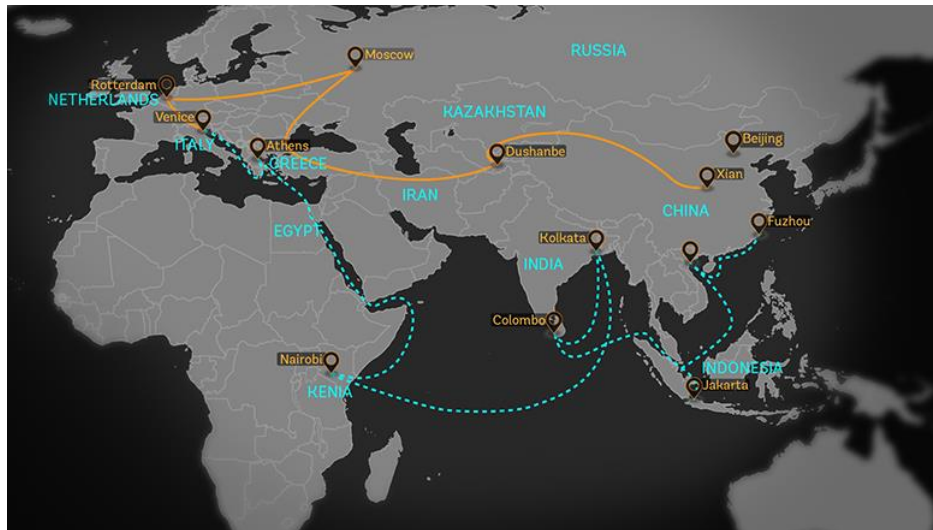 Moscow
RUSSIA
Rotterdam
NETHERLANDS
KAZAKHSTAN
Venice
ITALY
Athens
GREECE
Beijing
Dushanbe
Xian
IRAN
CHINA
EGYPT
Fuzhou
Kolkata
INDIA
Colombo
Nairobi
KENIA
INDONESIA
Jakarta